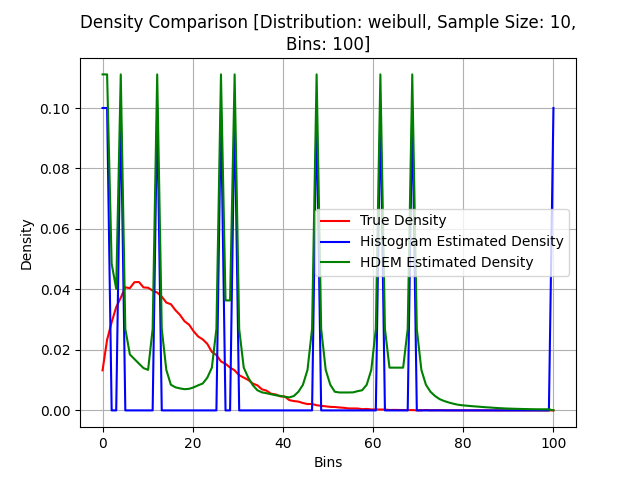 Density Comparison [Distribution: weibull, Sample Size: 10,
Bins: 100]
Density
0.10
0.08
0.06
0.04
0.02
0.00
True Density
Histogram Estimated Density
HDEM Estimated Density
0 20 40 60 80 100
Bins